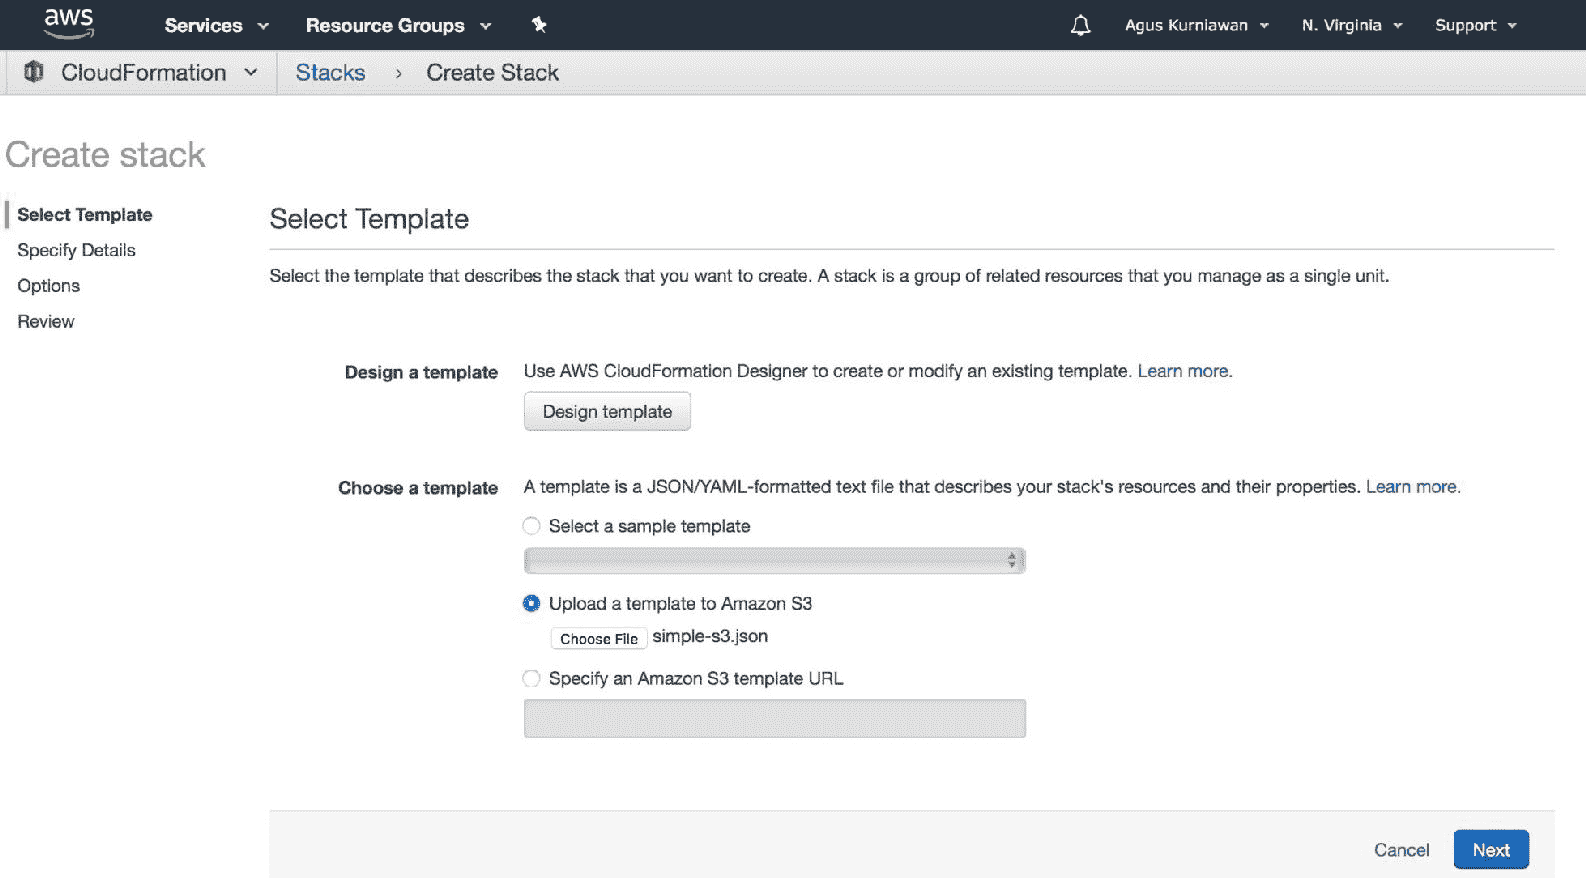 aws Services Resource Groups Agus Kurniawan N. Virginia Support
CloudFormation Stacks › Create Stack
Create stack
Select Template
Specify Details
Options
Review
Select Template
Select the template that describes the stack that you want to create. A stack is a group of related resources that you manage as a single unit.
Design a template Use AWS CloudFormation Designer to create or modify an existing template. Learn more.
Design template
Choose a template A template is a JSON/YAML-formatted text file that describes your stack's resources and their properties. Learn more.
Select a sample template
Upload a template to Amazon S3
Choose File simple-s3.json
Specify an Amazon S3 template URL
Cancel Next